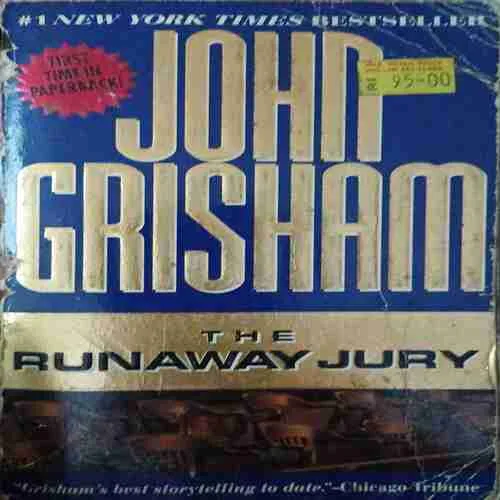 #1 NEW YORK TIMES BESTSELLER
FIRST
TIME IN
PAPERBACK!
95-00
JOHN
GRISHAM
THE
RUNAWAY JURY
"Grisham's best storytelling to date."–Chicago Tribune